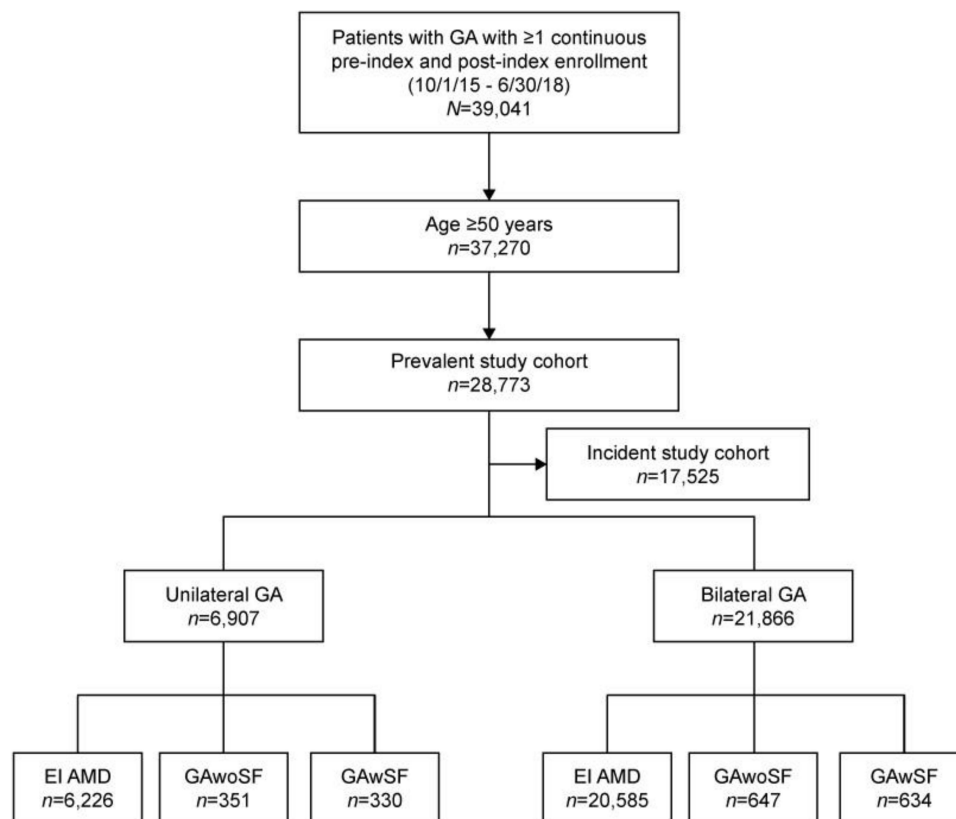 Patients with GA with ≥1 continuous
pre-index and post-index enrollment
(10/1/15 - 6/30/18)
N=39,041
Age ≥50 years
n=37,270
Prevalent study cohort
n=28,773
Incident study cohort
n=17,525
Unilateral GA
n=6,907
Bilateral GA
n=21,866
EI AMD
n=6,226
GAwoSF
n=351
GAwSF
n=330
EI AMD
n=20,585
GAwoSF
n=647
GAwSF
n=634